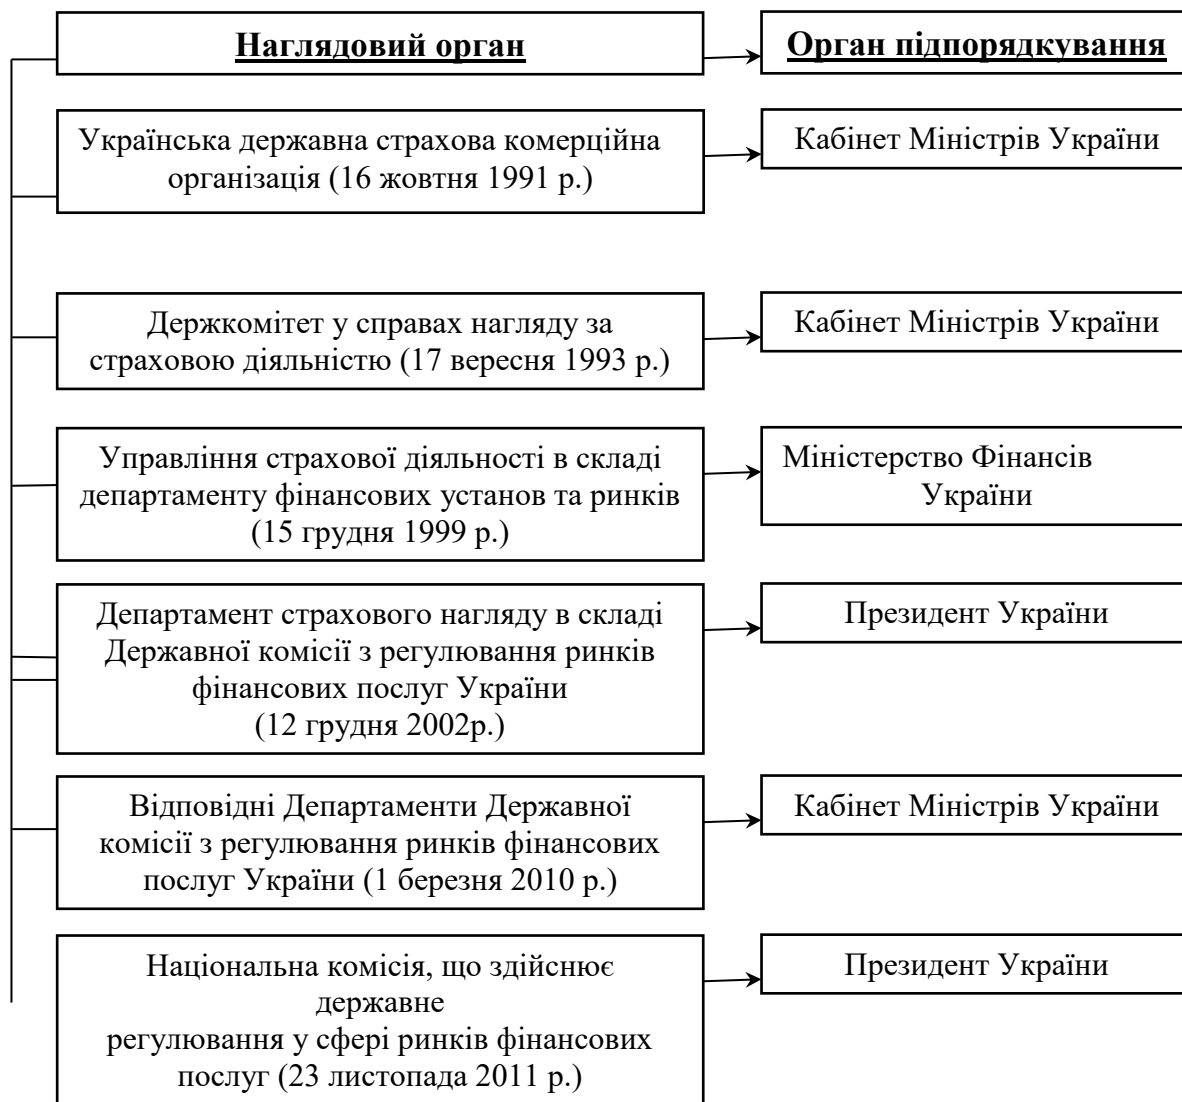 Наглядовий орган
Орган підпорядкування
Українська державна страхова комерційна
організація (16 жовтня 1991 р.)
Кабінет Міністрів України
Держкомітет у справах нагляду за
страховою діяльністю (17 вересня 1993 р.)
Кабінет Міністрів України
Управління страхової діяльності в складі
департаменту фінансових установ та ринків
(15 грудня 1999 р.)
Міністерство Фінансів
України
Департамент страхового нагляду в складі
Державної комісії з регулювання ринків
фінансових послуг України
(12 грудня 2002р.)
Президент України
Відповідні Департаменти Державної
комісії з регулювання ринків фінансових
послуг України (1 березня 2010 р.)
Кабінет Міністрів України
Національна комісія, що здійснює
державне
регулювання у сфері ринків фінансових
послуг (23 листопада 2011 р.)
Президент України